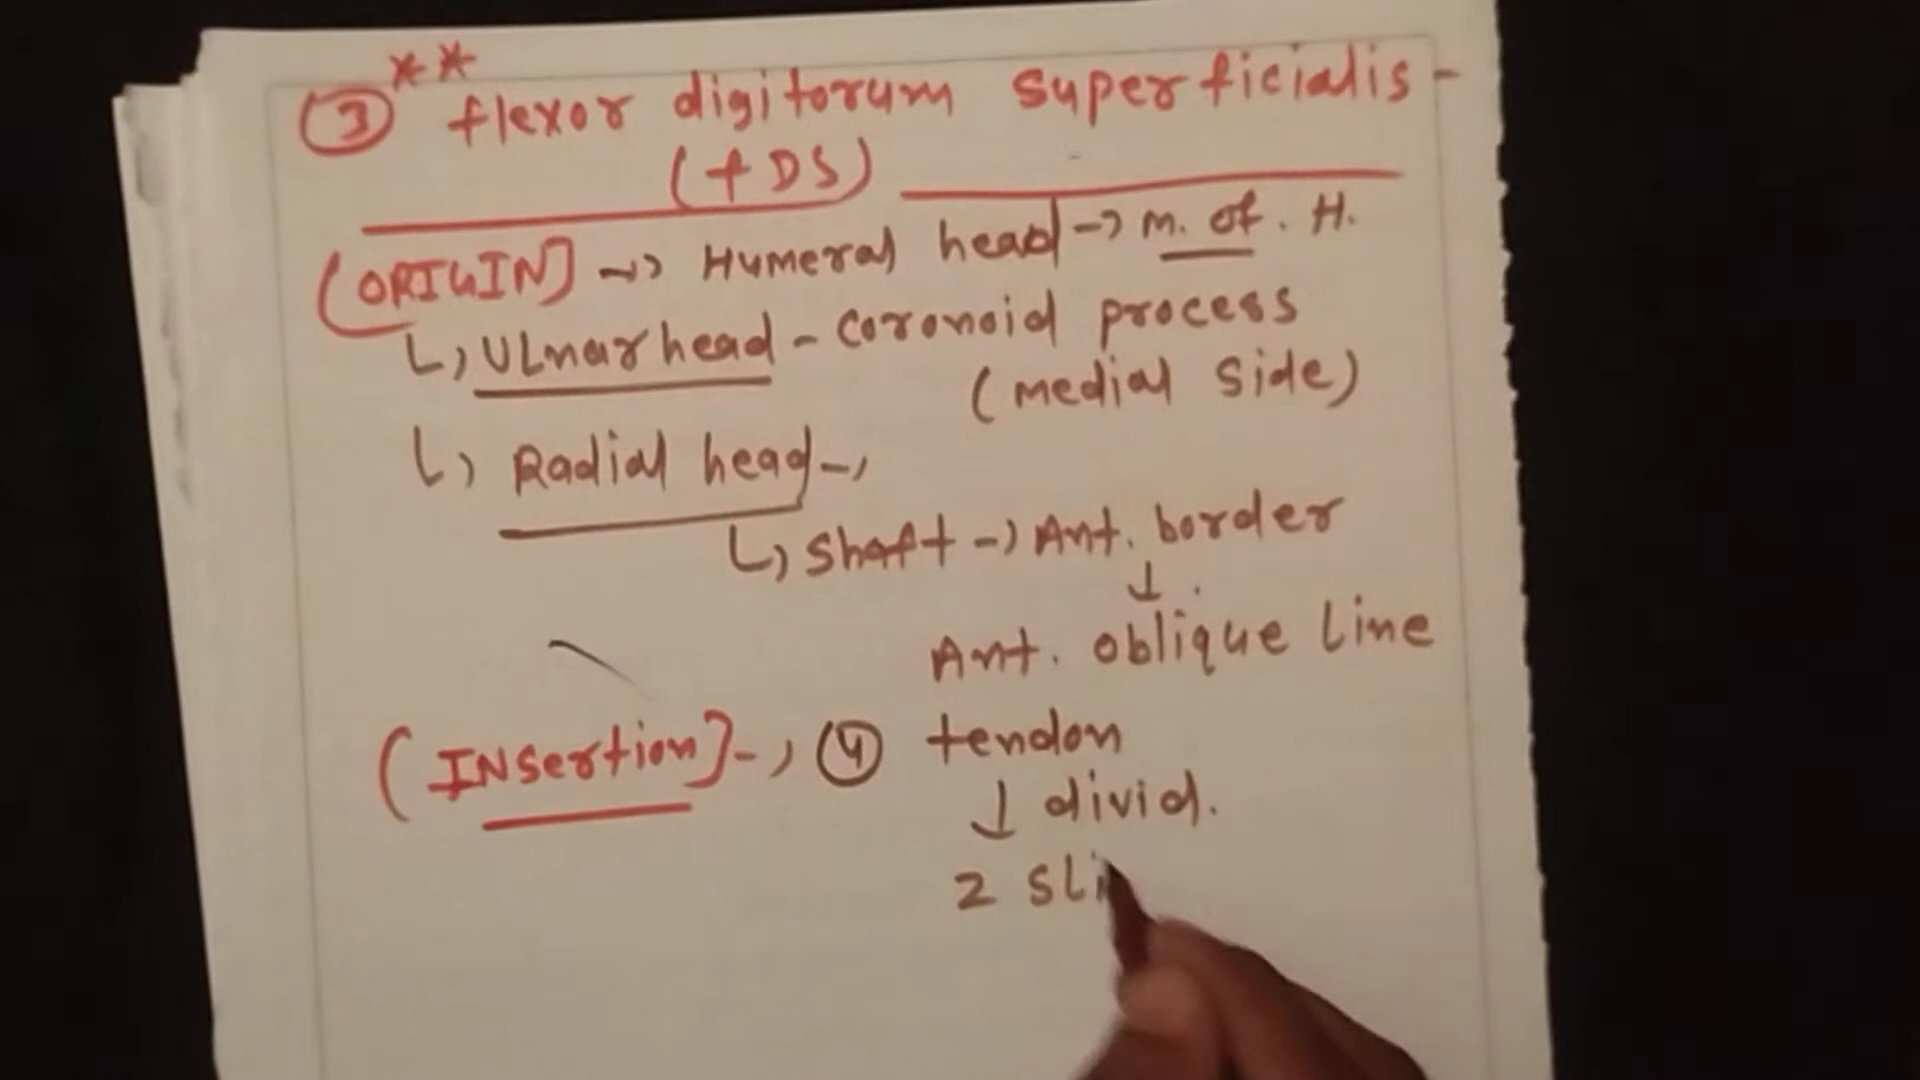 ③ ** flexor digitorum superficialis -
(FDS)
[ORIGIN] → Humeral head → M. of. H.
↳ Ulnar head - coronoid process
(medial side)
↳ Radial head →
↳ shaft → Ant. border
↓
Ant. oblique line
[Insertion] → ④ tendon
↓ divid.
2 sli